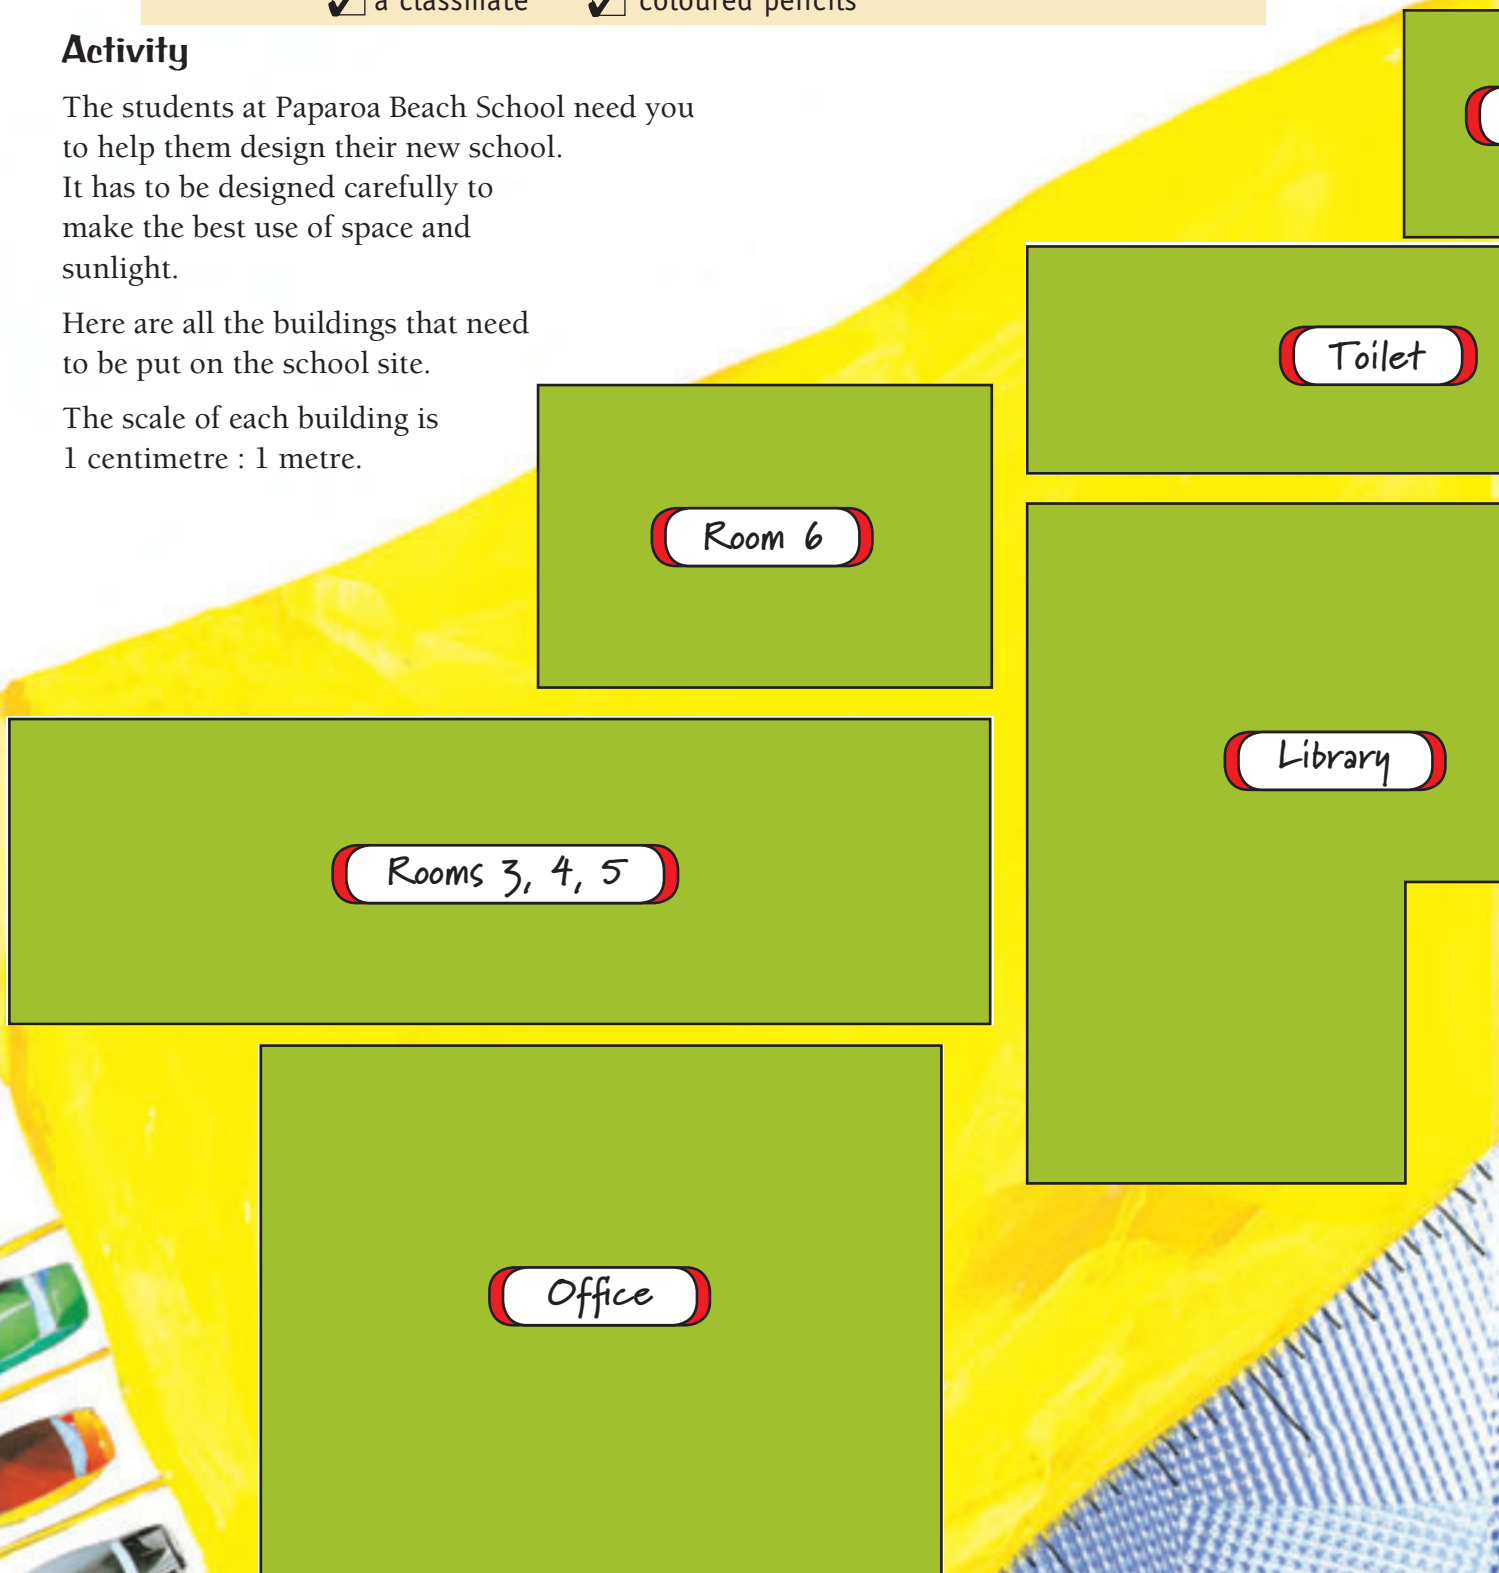 ✓ a classmate ✓ coloured pencils
Activity
The students at Paparoa Beach School need you
to help them design their new school.
It has to be designed carefully to
make the best use of space and
sunlight.
Here are all the buildings that need
to be put on the school site.
The scale of each building is
1 centimetre : 1 metre.
Toilet
Room 6
Library
Rooms 3, 4, 5
Office